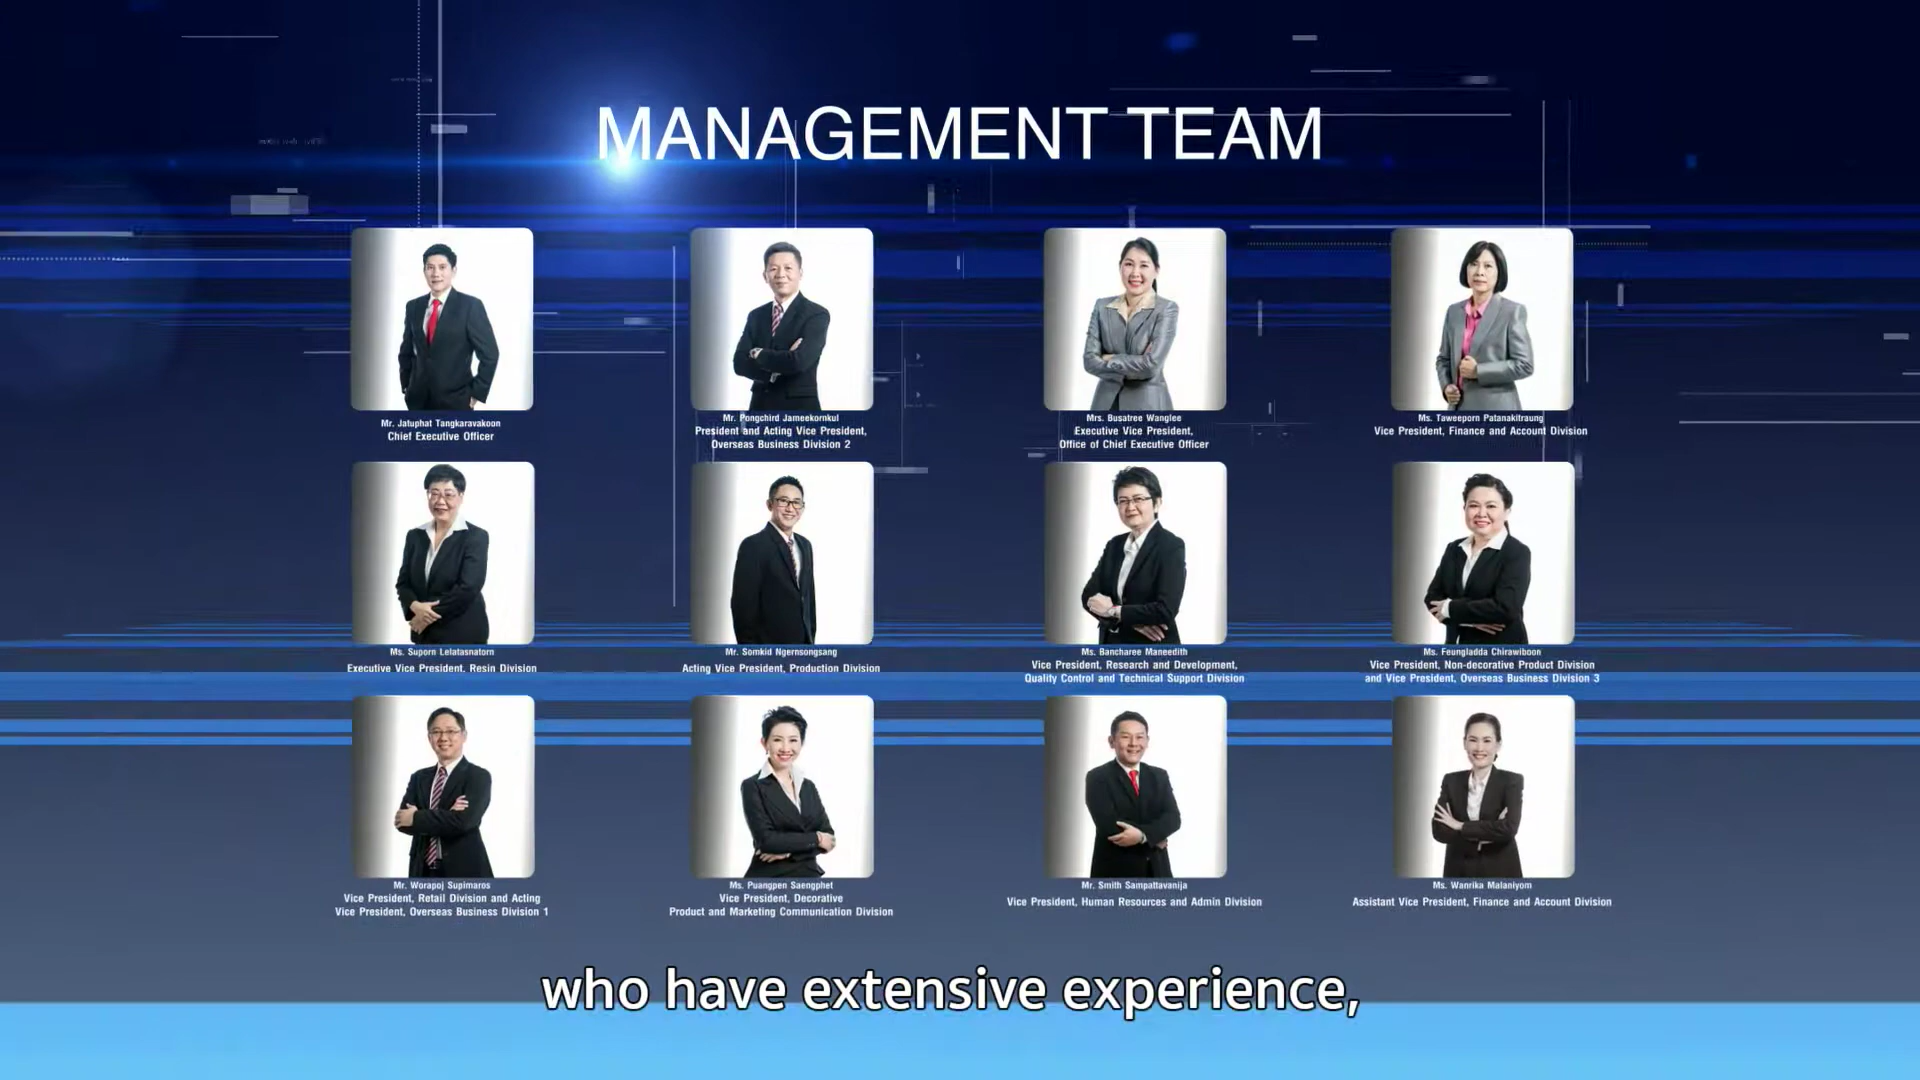 MANAGEMENT TEAM
Mr. Jatuphat Tangkaravakoon
Chief Executive Officer
Mr. Pongchird Jameekornkul
President and Acting Vice President,
Overseas Business Division 2
Mrs. Busatree Wanglee
Executive Vice President,
Office of Chief Executive Officer
Ms. Taweeporn Patanakitraung
Vice President, Finance and Account Division
Ms. Suporn Lelatasnatorn
Executive Vice President, Resin Division
Mr. Somkid Ngernsongsang
Acting Vice President, Production Division
Ms. Bancharee Maneedith
Vice President, Research and Development,
Quality Control and Technical Support Division
Ms. Feungladda Chirawiboon
Vice President, Non-decorative Product Division
and Vice President, Overseas Business Division 3
Mr. Worapoj Supimaros
Vice President, Retail Division and Acting
Vice President, Overseas Business Division 1
Ms. Puangpen Saengphet
Vice President, Decorative
Product and Marketing Communication Division
Mr. Smith Sampattavanija
Vice President, Human Resources and Admin Division
Ms. Wanrika Malaniyom
Assistant Vice President, Finance and Account Division
who have extensive experience,